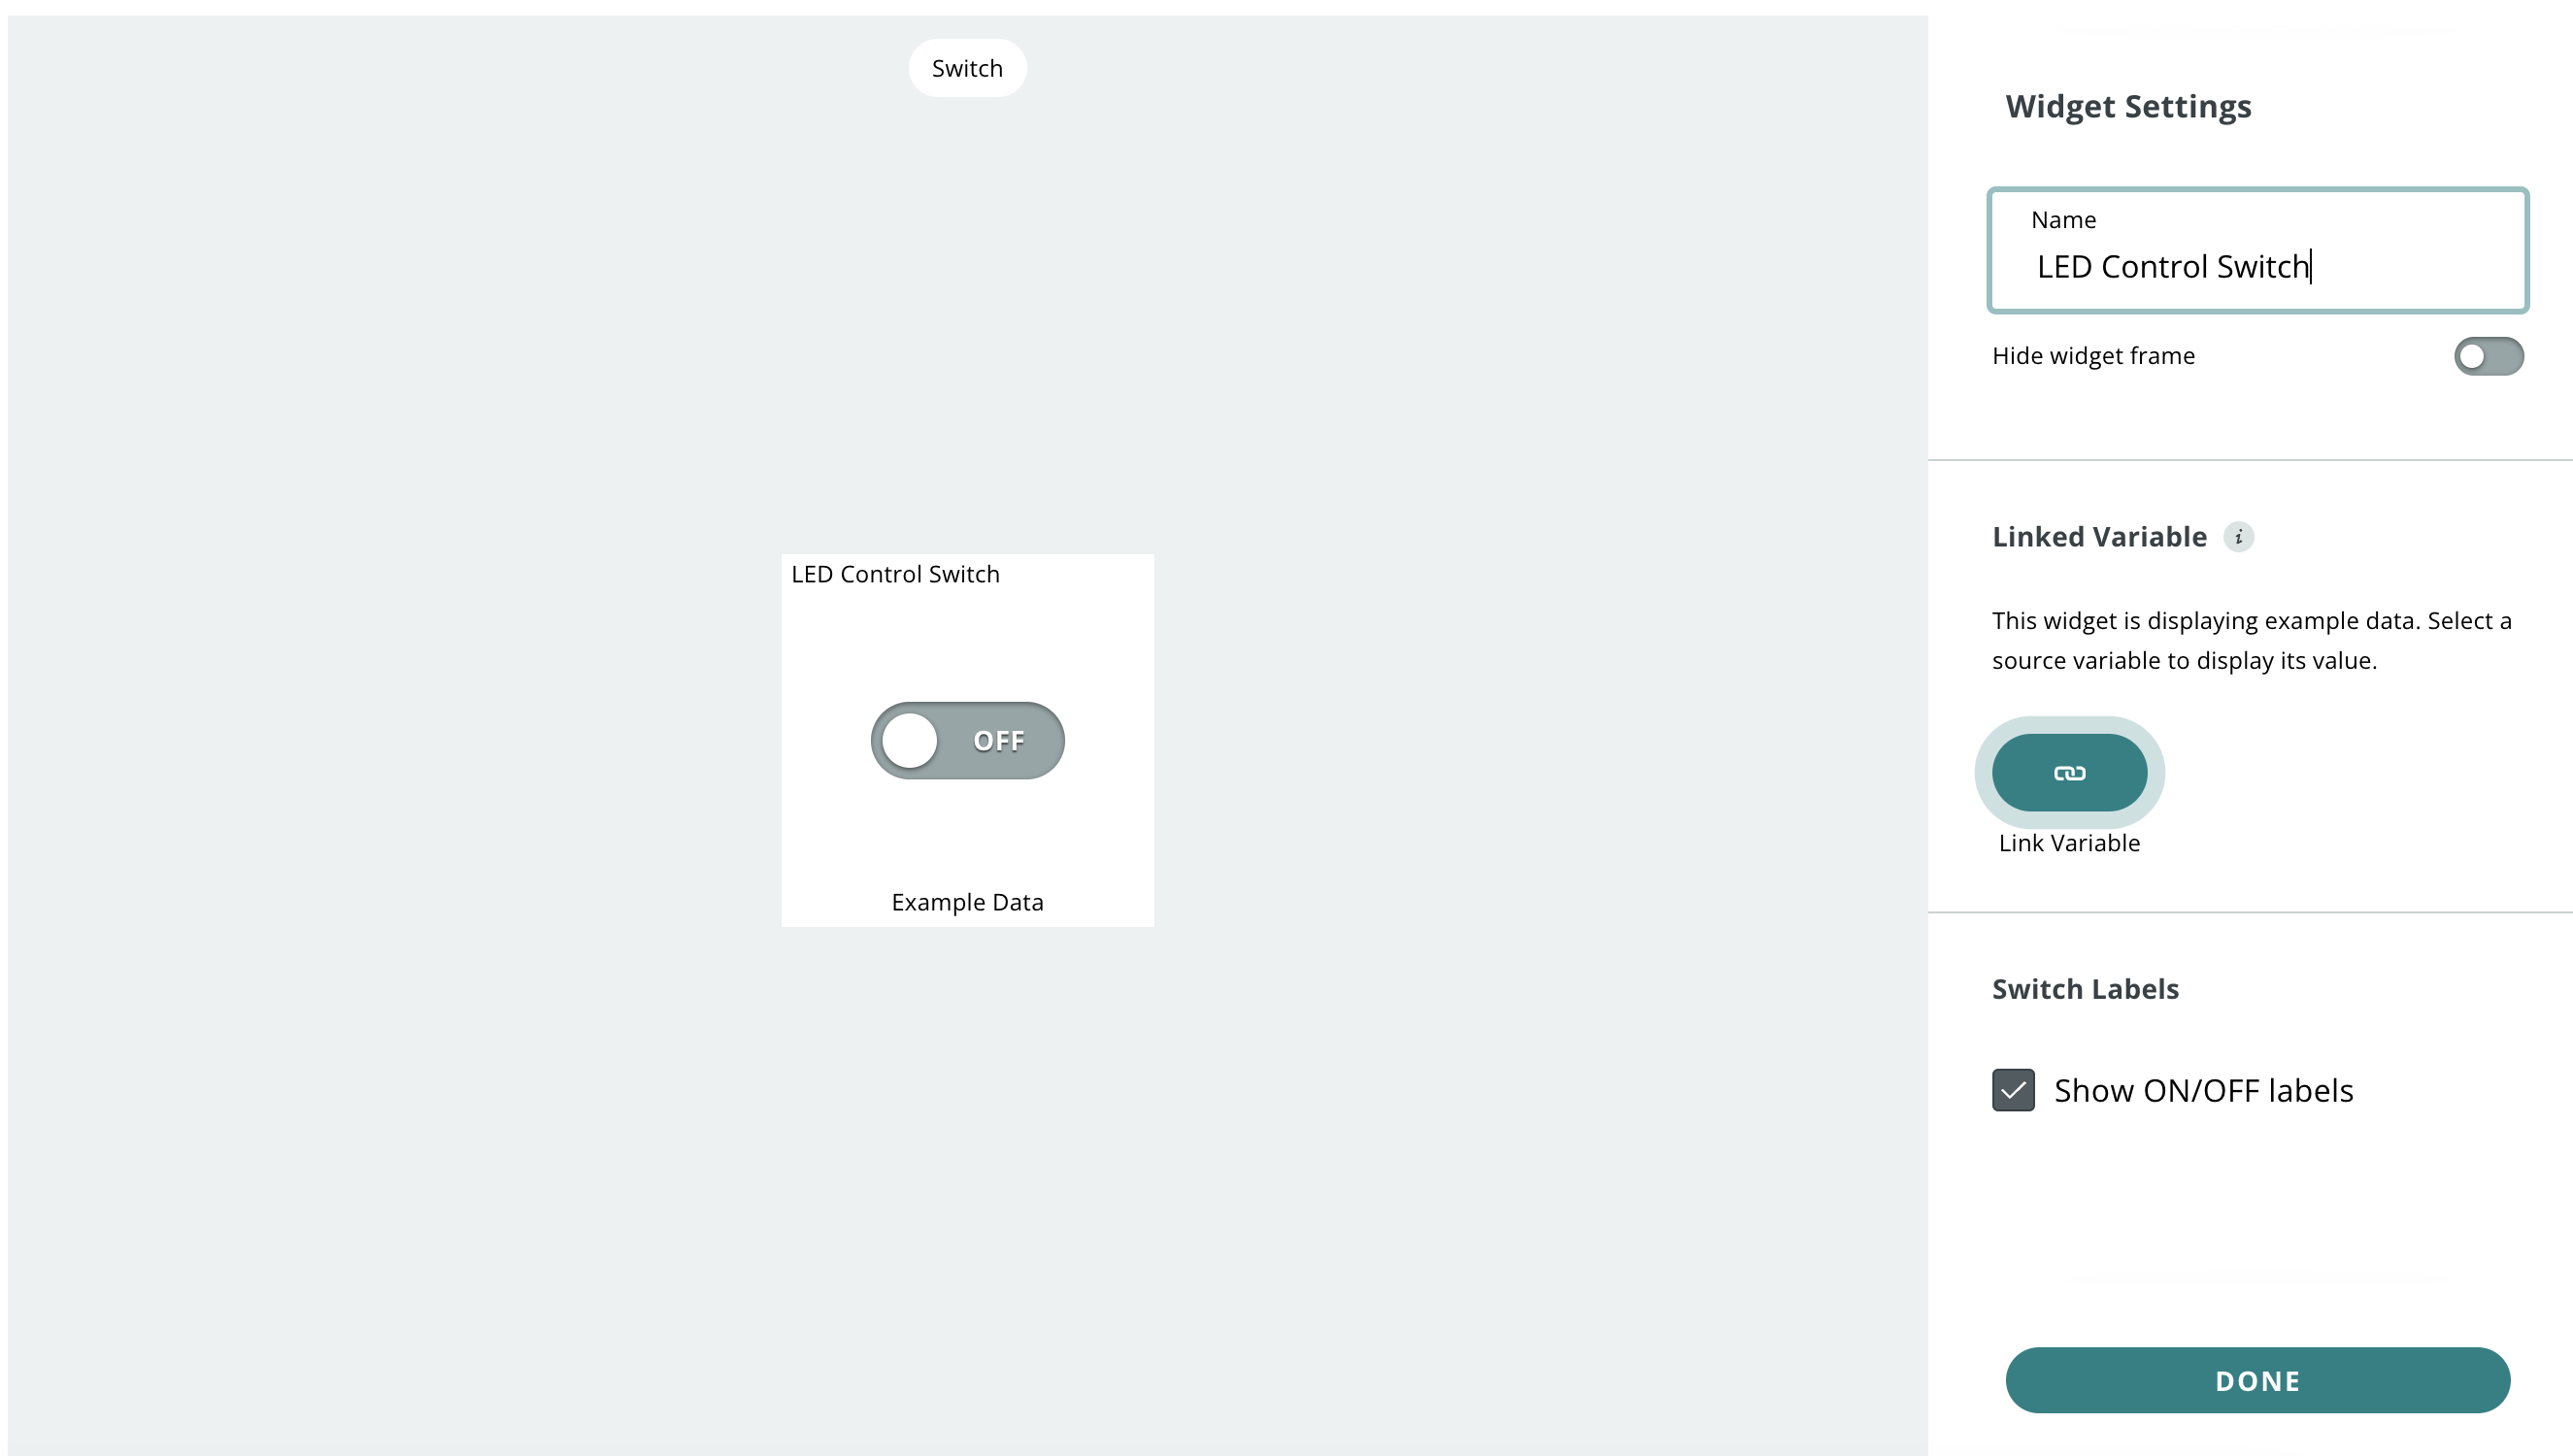 Switch
LED Control Switch
OFF
Example Data
Widget Settings
Name
LED Control Switch
Hide widget frame
Linked Variable i
This widget is displaying example data. Select a
source variable to display its value.
Link Variable
Switch Labels
Show ON/OFF labels
DONE